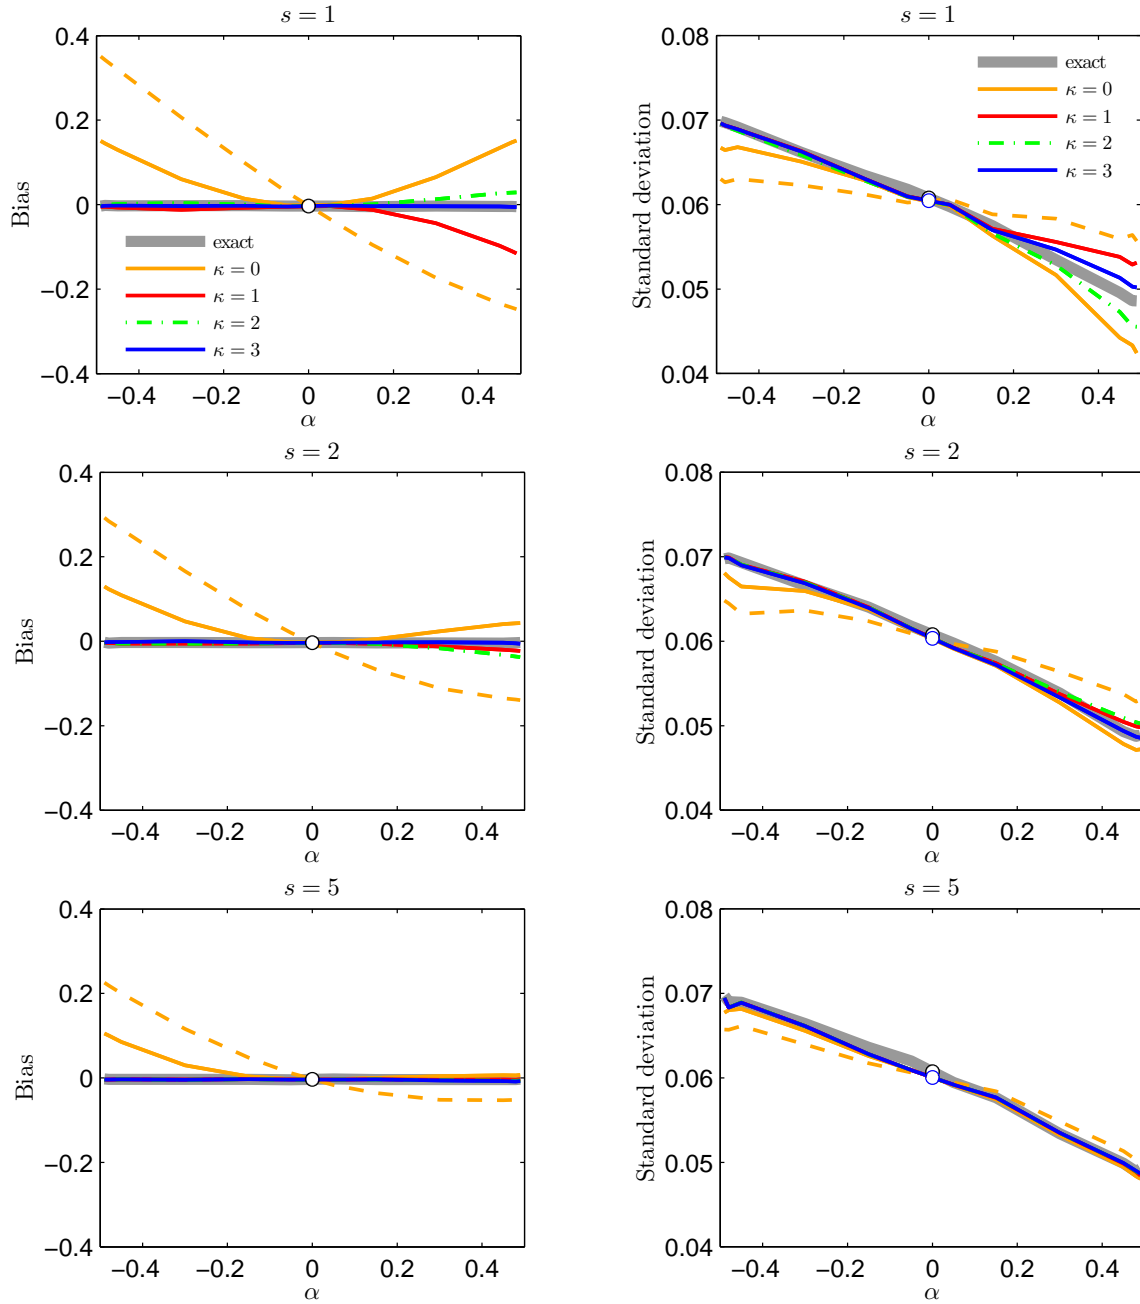 s = 1
0.4
0.2
0
−0.2
−0.4
Bias
exact
κ = 0
κ = 1
κ = 2
κ = 3
−0.4 −0.2 0 0.2 0.4
α
s = 1
0.08
0.07
0.06
0.05
0.04
Standard deviation
exact
κ = 0
κ = 1
κ = 2
κ = 3
−0.4 −0.2 0 0.2 0.4
α
s = 2
0.4
0.2
0
−0.2
−0.4
Bias
−0.4 −0.2 0 0.2 0.4
α
s = 2
0.08
0.07
0.06
0.05
0.04
Standard deviation
−0.4 −0.2 0 0.2 0.4
α
s = 5
0.4
0.2
0
−0.2
−0.4
Bias
−0.4 −0.2 0 0.2 0.4
α
s = 5
0.08
0.07
0.06
0.05
0.04
Standard deviation
−0.4 −0.2 0 0.2 0.4
α